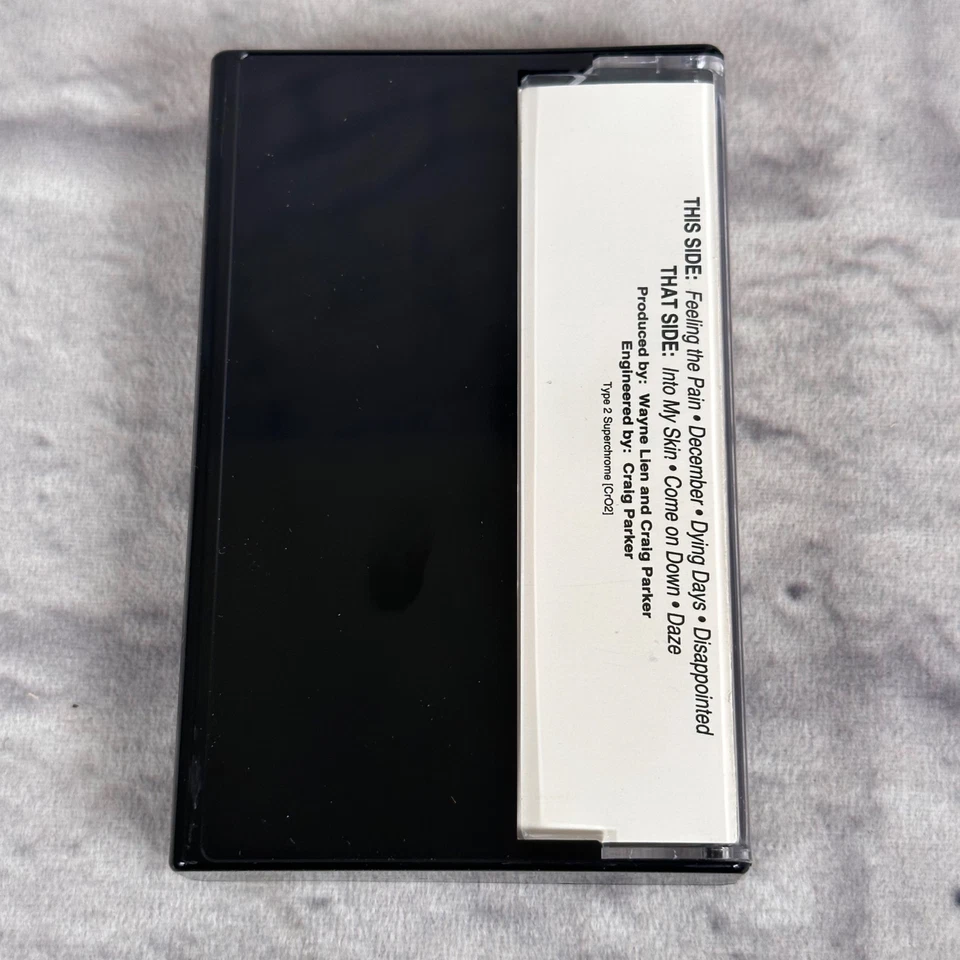 THIS SIDE: Feeling the Pain • December • Dying Days • Disappointed
THAT SIDE: Into My Skin • Come on Down • Daze
Produced by: Wayne Lien and Craig Parker
Engineered by: Craig Parker
Type 2 Superchrome [CrO2]